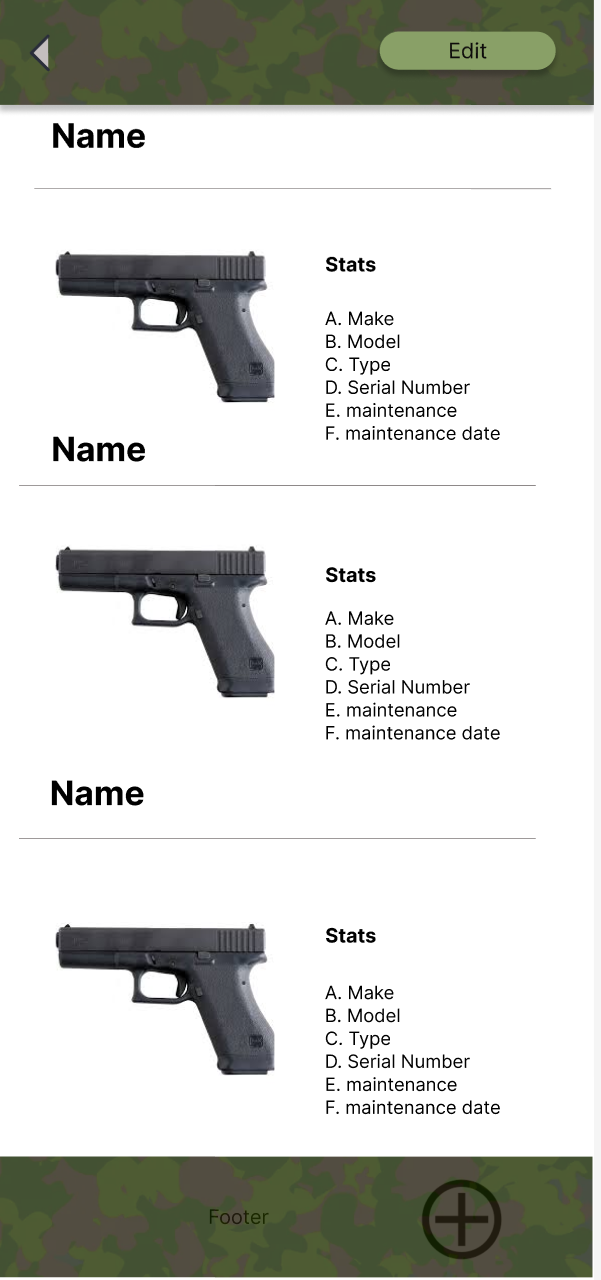 Edit
Name
Stats
A. Make
B. Model
C. Type
D. Serial Number
E. maintenance
F. maintenance date
Name
Stats
A. Make
B. Model
C. Type
D. Serial Number
E. maintenance
F. maintenance date
Name
Stats
A. Make
B. Model
C. Type
D. Serial Number
E. maintenance
F. maintenance date
Footer